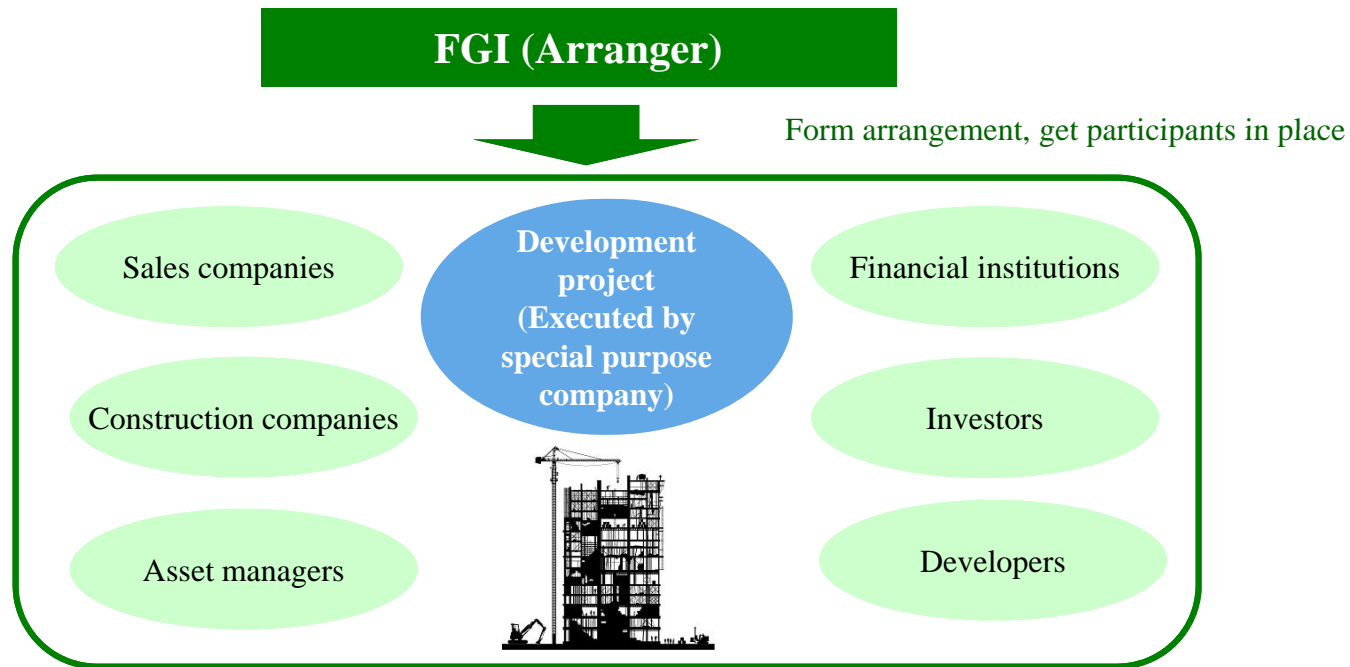 FGI (Arranger)
Form arrangement, get participants in place
Sales companies
Construction companies
Asset managers
Development
project
(Executed by
special purpose
company)
Financial institutions
Investors
Developers